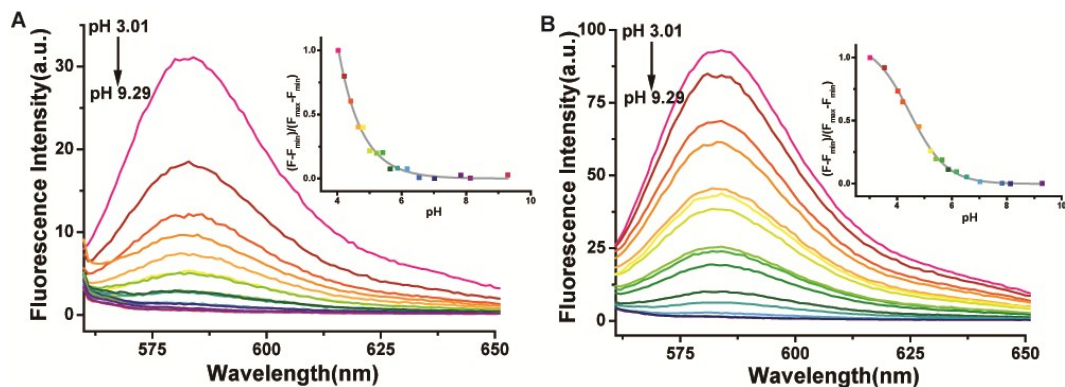 A
pH 3.01
pH 9.29
Fluorescence Intensity(a.u.)
30
20
10
0
575
600
625
650
Wavelength(nm)
(F-Fmin)/(Fmax-Fmin)
1.0
0.5
0.0
4
6
8
10
pH
B
pH 3.01
pH 9.29
Fluorescence Intensity(a.u.)
100
75
50
25
0
575
600
625
650
Wavelength(nm)
(F-Fmin)/(Fmax-Fmin)
1.0
0.5
0.0
4
6
8
10
pH